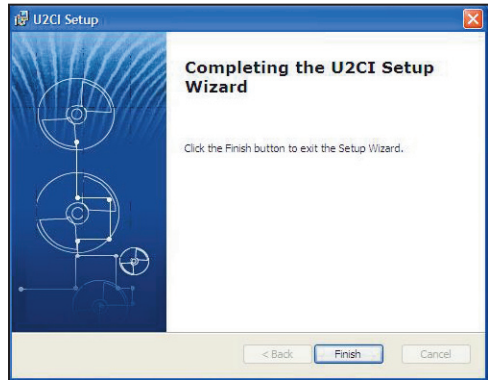 U2CI Setup
Completing the U2CI Setup
Wizard
Click the Finish button to exit the Setup Wizard.
< Back
Finish
Cancel